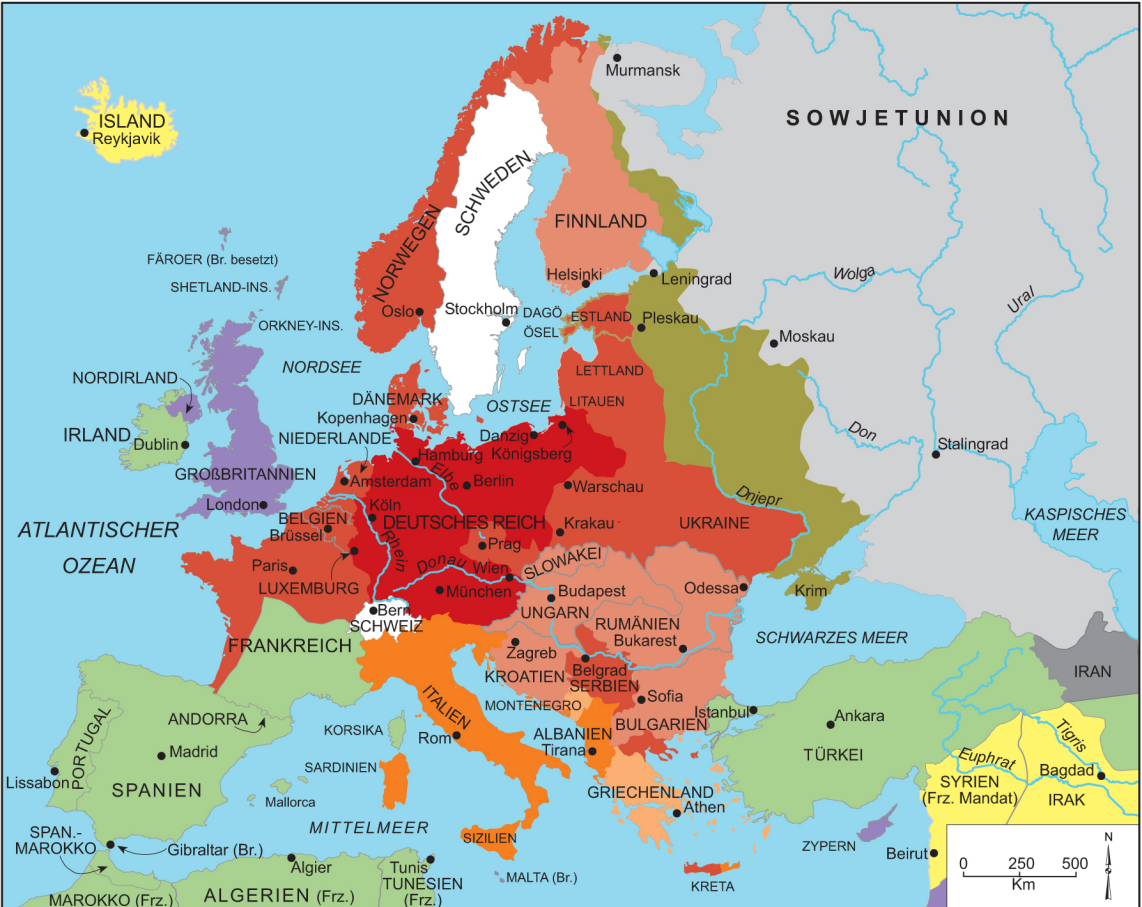 Murmansk
SOWJETUNION
ISLAND
Reykjavik
SCHWEDEN
NORWEGEN
FINNLAND
FÄROER (Br. besetzt)
SHETLAND-INS.
Helsinki
Leningrad
Wolga
Ural
Oslo
Stockholm
DAGÖ
ÖSEL
ESTLAND
Pleskau
ORKNEY-INS.
Moskau
NORDSEE
NORDIRLAND
LETTLAND
DÄNEMARK
Kopenhagen
OSTSEE
LITAUEN
IRLAND
Dublin
NIEDERLANDE
Danzig
Königsberg
Don
Stalingrad
Hamburg
Elbe
GROßBRITANNIEN
Amsterdam
Berlin
Warschau
Dnjepr
London
Köln
KASPISCHES
MEER
ATLANTISCHER
OZEAN
BELGIEN
Brüssel
DEUTSCHES REICH
Krakau
UKRAINE
Rhein
Prag
Paris
LUXEMBURG
Donau
Wien
SLOWAKEI
München
Budapest
Odessa
Krim
Bern
SCHWEIZ
UNGARN
RUMÄNIEN
Bukarest
SCHWARZES MEER
FRANKREICH
Zagreb
KROATIEN
Belgrad
SERBIEN
IRAN
MONTENEGRO
Sofia
ITALIEN
PORTUGAL
ANDORRA
KORSIKA
BULGARIEN
Istanbul
Ankara
Madrid
Rom
ALBANIEN
Tirana
TÜRKEI
Tigris
Euphrat
Lissabon
SPANIEN
SARDINIEN
Mallorca
GRIECHENLAND
Athen
SYRIEN
(Frz. Mandat)
Bagdad
IRAK
MITTELMEER
SPAN.-
MAROKKO
Gibraltar (Br.)
SIZILIEN
ZYPERN
Beirut
Algier
Tunis
TUNESIEN
(Frz.)
MALTA (Br.)
KRETA
MAROKKO (Frz.)
ALGERIEN (Frz.)
N
0 250 500
Km